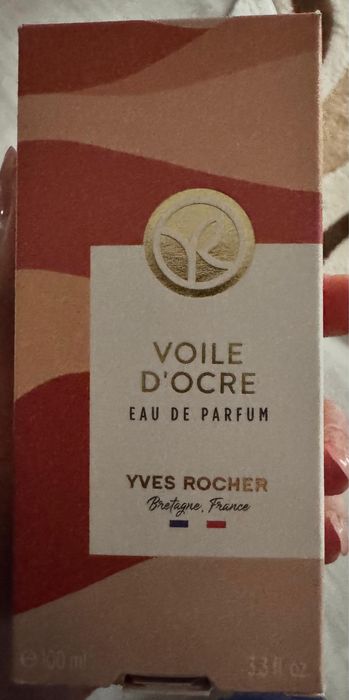 VOILE
D'OCRE
EAU DE PARFUM
YVES ROCHER
Bretagne, France
℮ 100 ml 3.3 fl oz